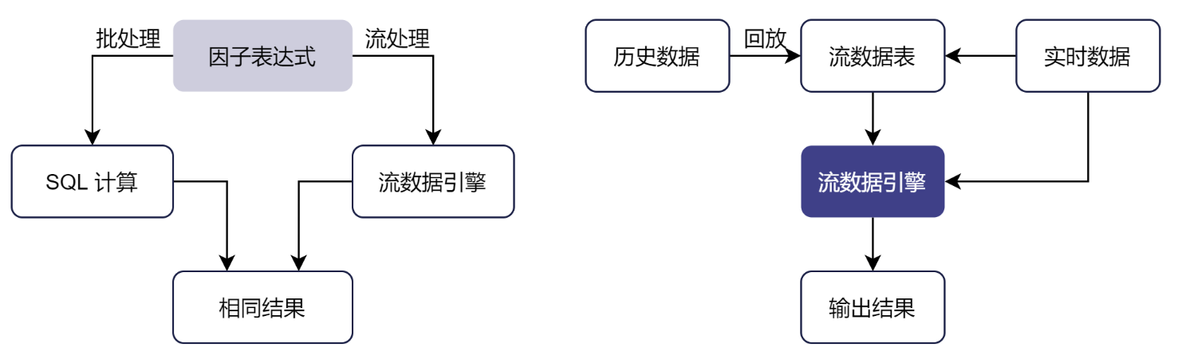 批处理
因子表达式
流处理
SQL 计算
流数据引擎
相同结果
历史数据
回放
流数据表
实时数据
流数据引擎
输出结果